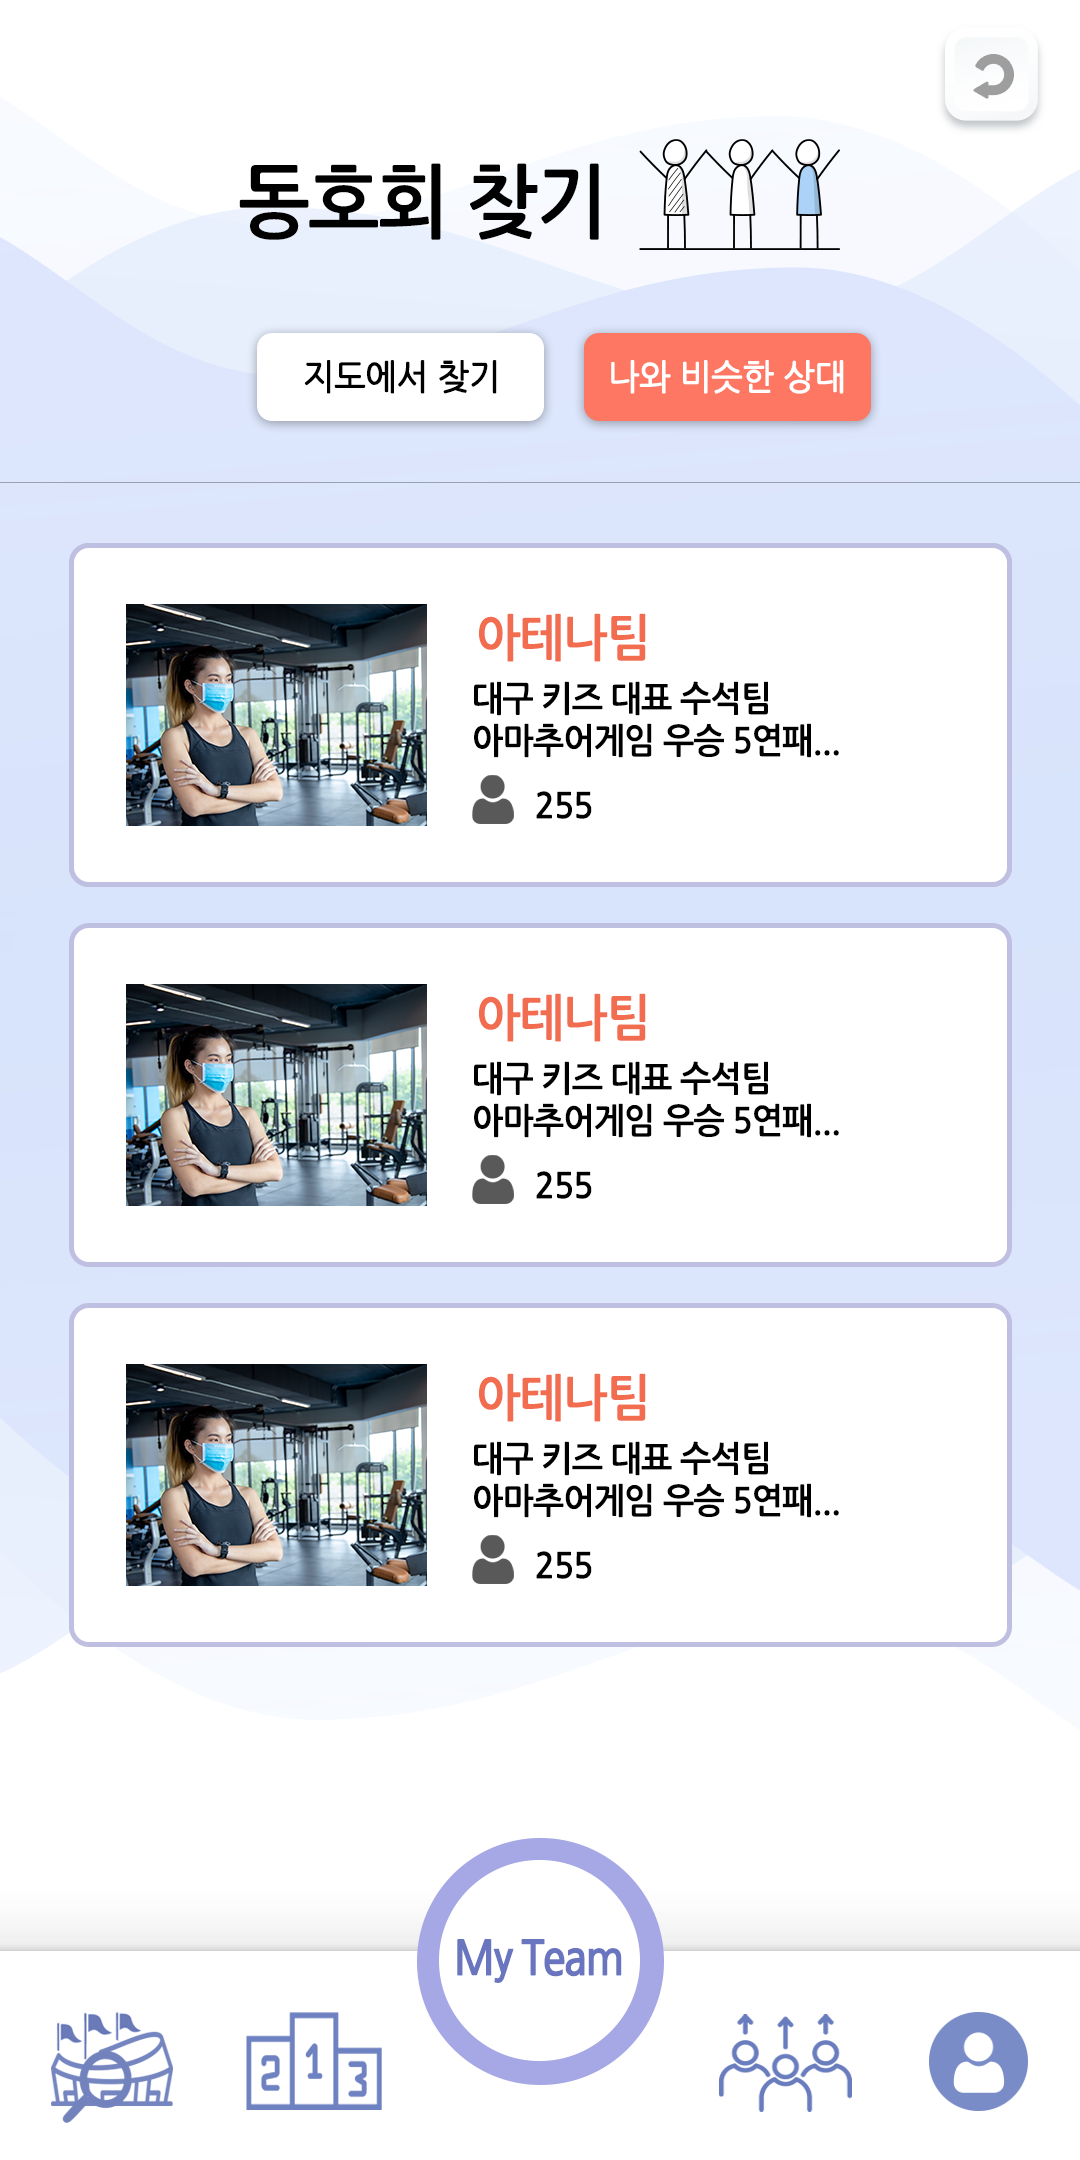 동호회 찾기
지도에서 찾기
나와 비슷한 상대
아테나팀
대구 키즈 대표 수석팀
아마추어게임 우승 5연패...
255
아테나팀
대구 키즈 대표 수석팀
아마추어게임 우승 5연패...
255
아테나팀
대구 키즈 대표 수석팀
아마추어게임 우승 5연패...
255
My Team
2 1 3